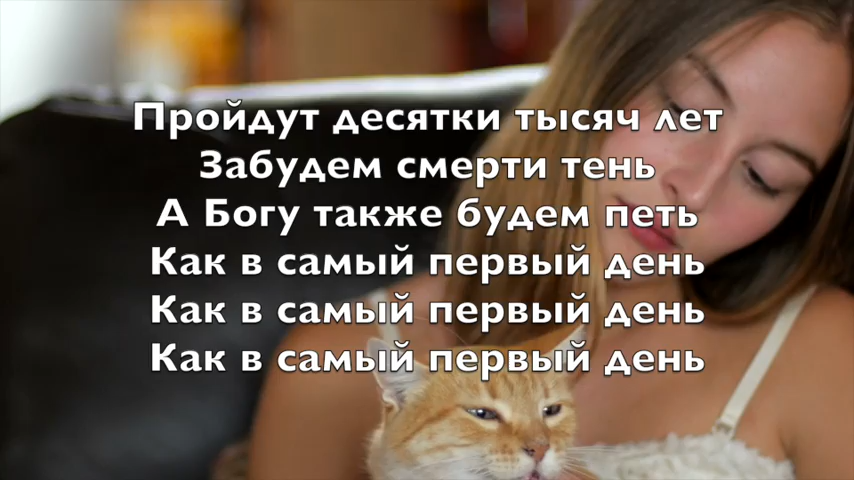 Пройдут десятки тысяч лет
Забудем смерти тень
А Богу также будем петь
Как в самый первый день
Как в самый первый день
Как в самый первый день